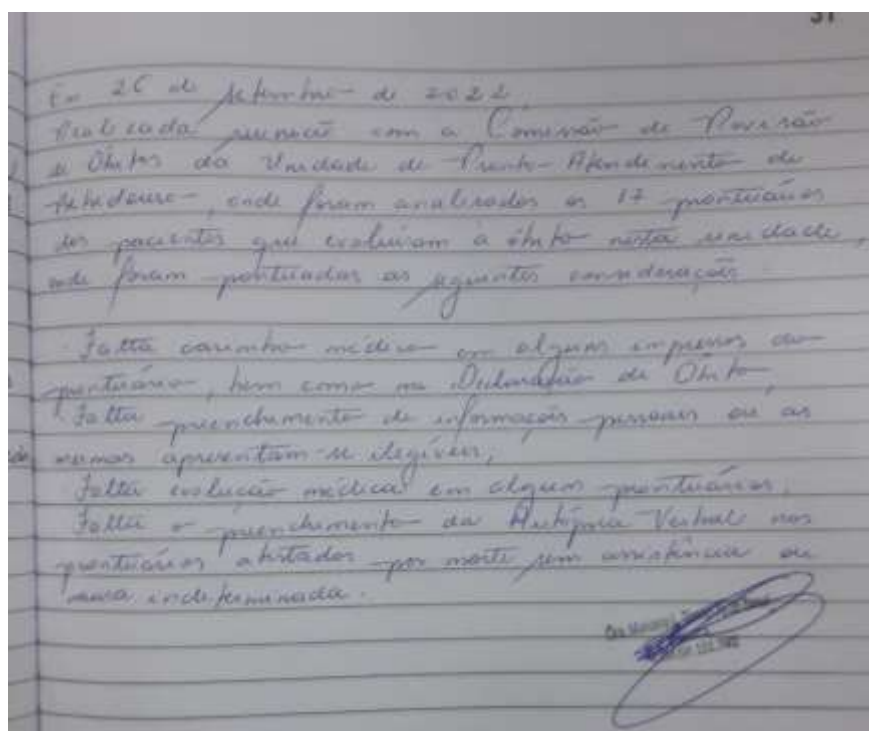 31
Em 26 de setembro de 2022,
Realizada reunião com a Comissão de Revisão
de Óbitos da Unidade de Pronto Atendimento de
Bebedouro, onde foram analisados os 17 prontuários
dos pacientes que evoluíram à óbito nesta unidade,
onde foram pontuadas as seguintes considerações
Falta carimbo médico em alguns impressos do
prontuário, bem como na Declaração de Óbito,
Falta preenchimento de informações pessoais ou as
mesmas apresentam-se ilegíveis;
Falta evolução médica em algum prontuários;
Falta o preenchimento da Autópsia Verbal nos
prontuários atestados por morte sem assistência ou
causa indeterminada.